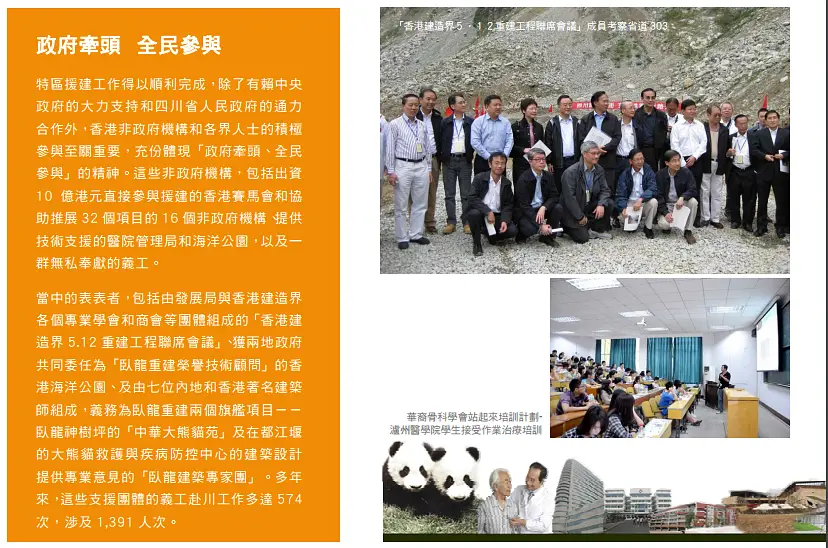 政府牽頭 全民參與
特區援建工作得以順利完成，除了有賴中央
政府的大力支持和四川省人民政府的通力
合作外，香港非政府機構和各界人士的積極
參與至關重要，充份體現「政府牽頭、全民
參與」的精神。這些非政府機構，包括出資
10 億港元直接參與援建的香港賽馬會和協
助推展 32 個項目的 16 個非政府機構、提供
技術支援的醫院管理局和海洋公園，以及一
群無私奉獻的義工。
當中的表表者，包括由發展局與香港建造界
各個專業學會和商會等團體組成的「香港建
造界 5.12 重建工程聯席會議」、獲兩地政府
共同委任為「臥龍重建榮譽技術顧問」的香
港海洋公園、及由七位內地和香港著名建築
師組成，義務為臥龍重建兩個旗艦項目－－
臥龍神樹坪的「中華大熊貓苑」及在都江堰
的大熊貓救護與疾病防控中心的建築設計
提供專業意見的「臥龍建築專家團」。多年
來，這些支援團體的義工赴川工作多達 574
次，涉及 1,391 人次。
「香港建造界５．１２重建工程聯席會議」成員考察省道 303、
華裔骨科學會站起來培訓計劃-
瀘州醫學院學生接受作業治療培訓